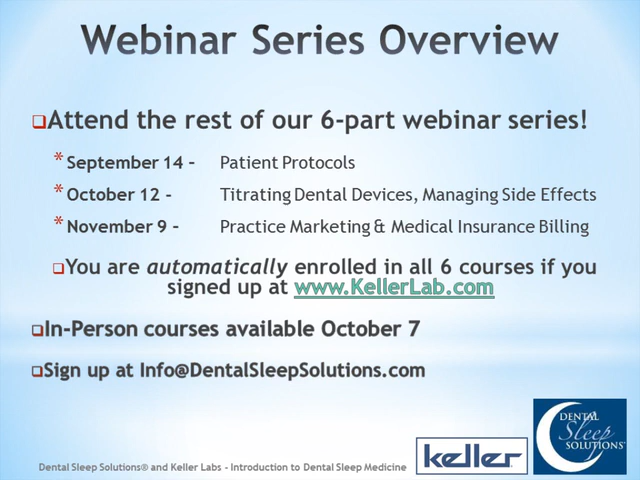 Webinar Series Overview
Attend the rest of our 6-part webinar series!
* September 14 – Patient Protocols
* October 12 - Titrating Dental Devices, Managing Side Effects
* November 9 – Practice Marketing & Medical Insurance Billing
You are automatically enrolled in all 6 courses if you
signed up at www.KellerLab.com
In-Person courses available October 7
Sign up at Info@DentalSleepSolutions.com
Dental Sleep Solutions® and Keller Labs - Introduction to Dental Sleep Medicine
keller
DENTAL
Sleep
SOLUTIONS